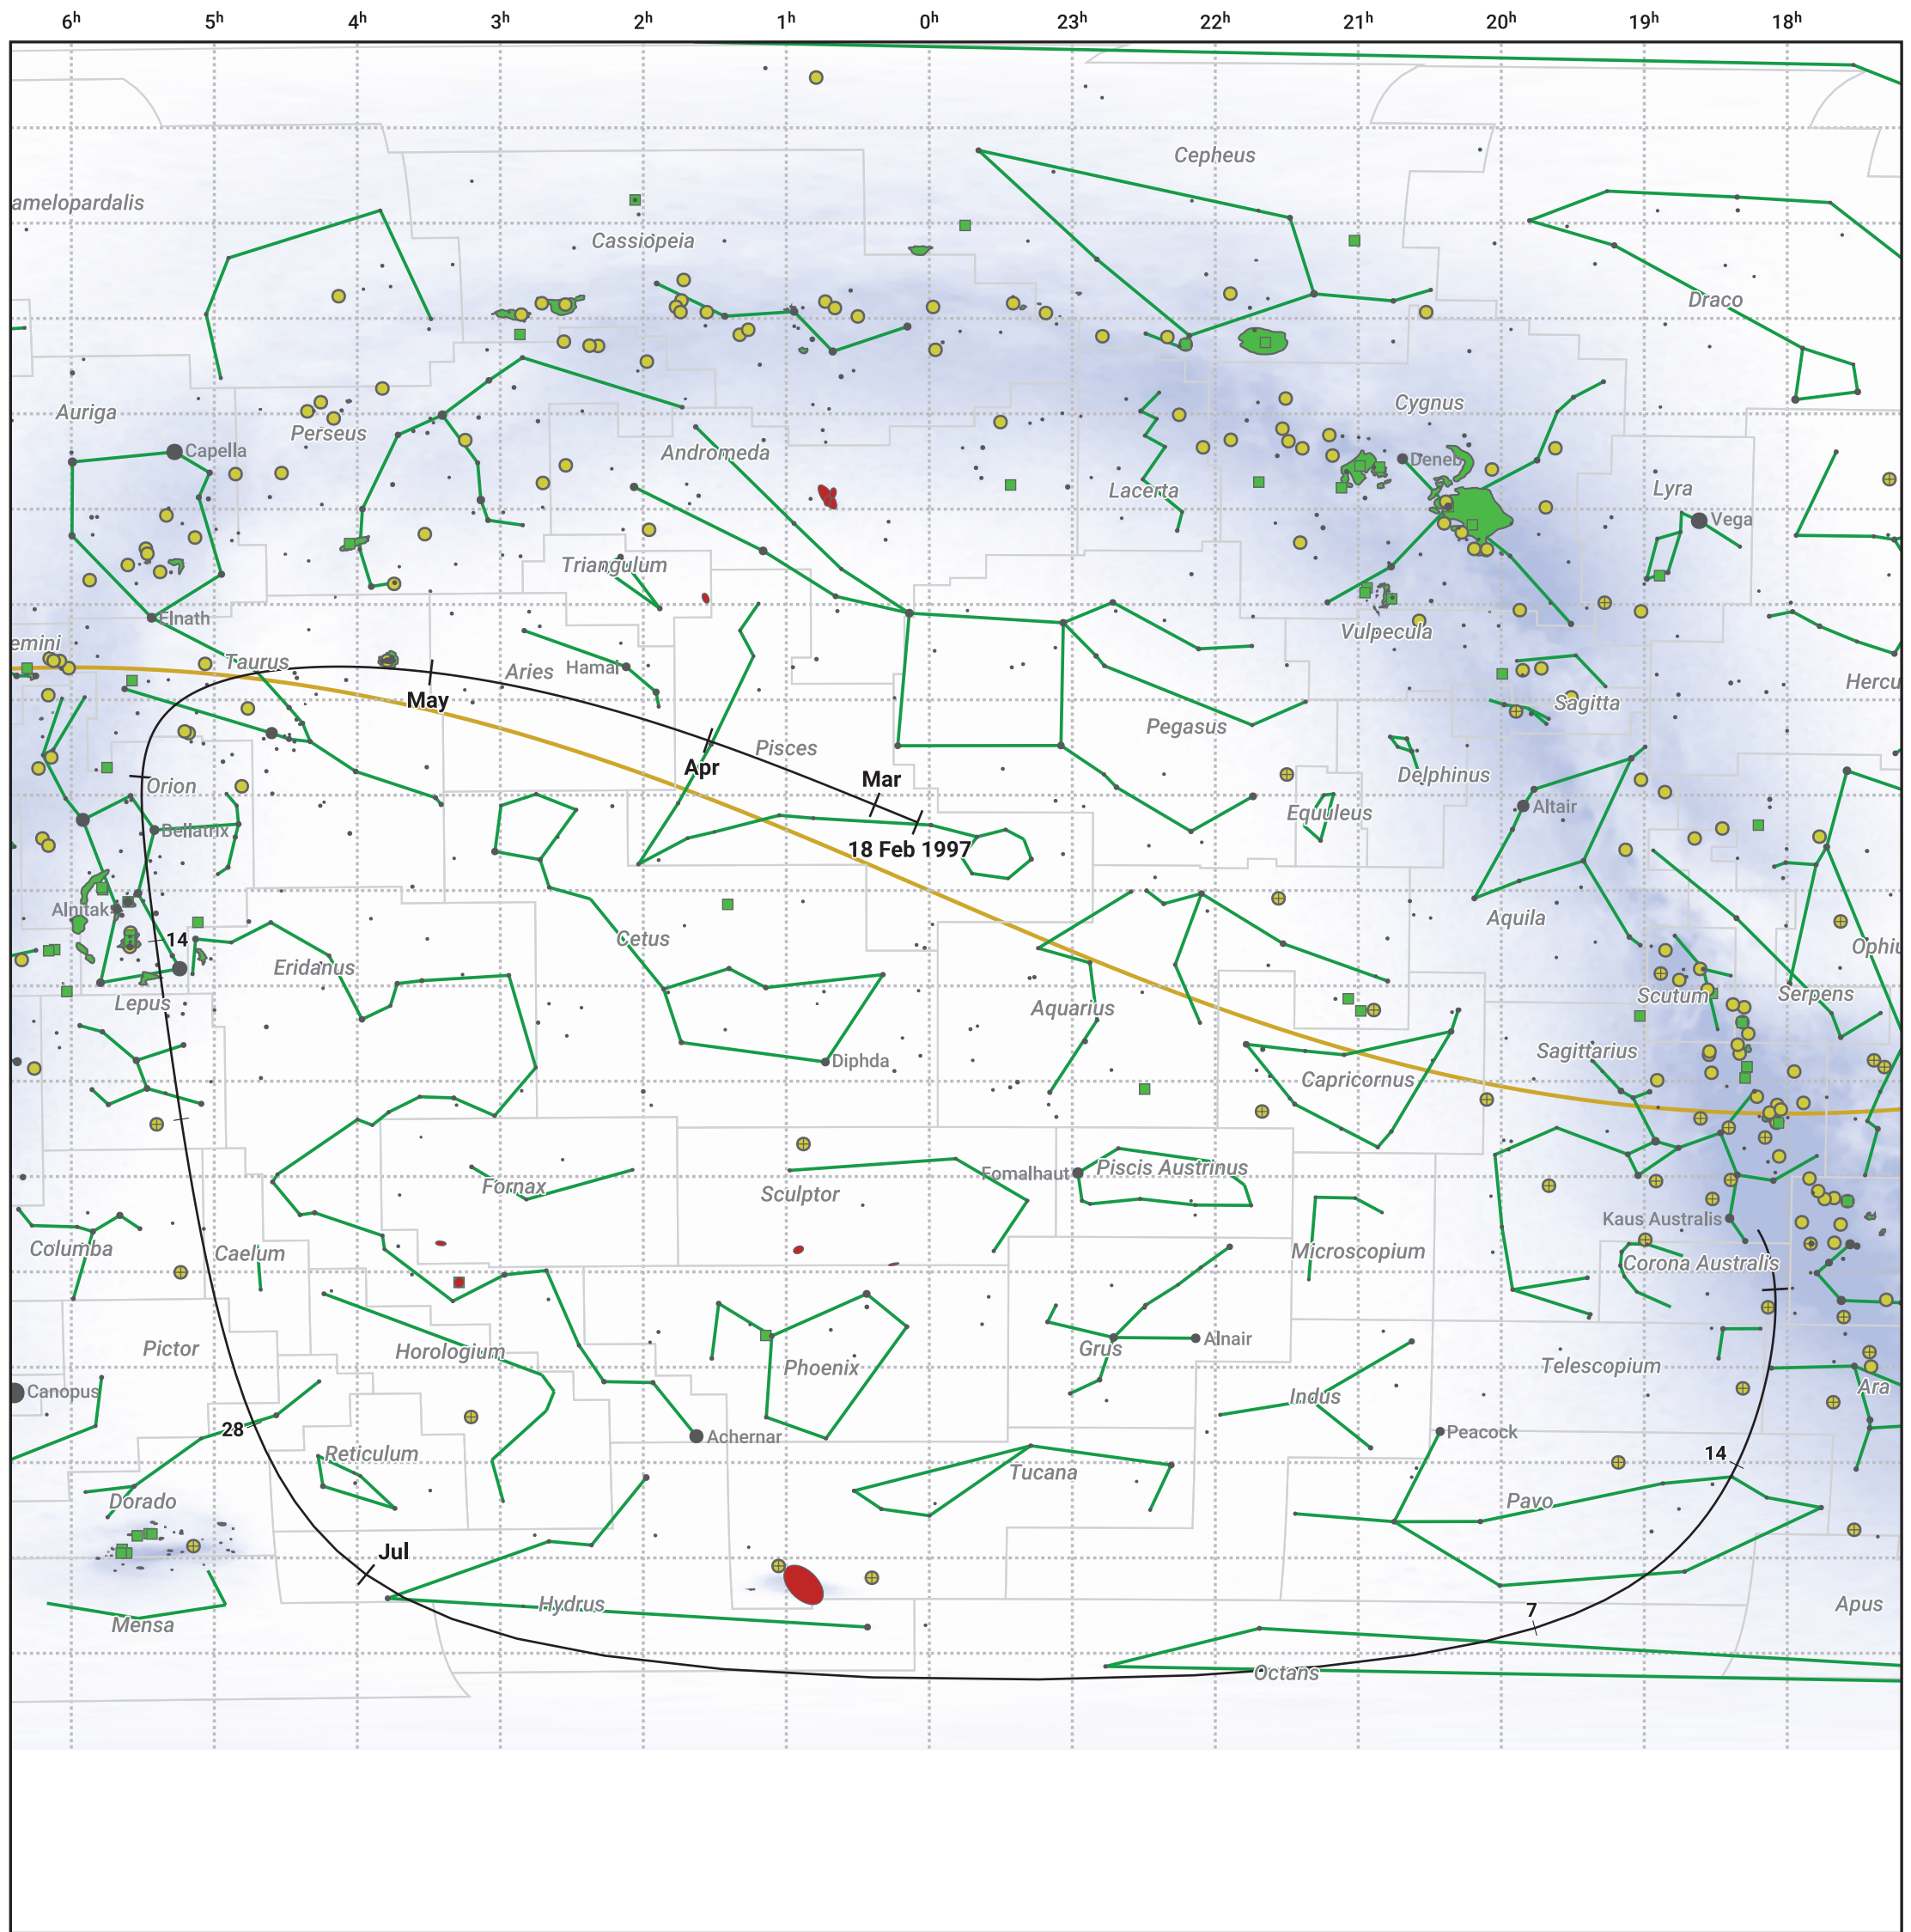 6h 5h 4h 3h 2h 1h 0h 23h 22h 21h 20h 19h 18h
Cepheus
amelopardalis
Cassiopeia
Draco
Auriga
Cygnus
Perseus
Capella
Andromeda
Deneb
Lacerta
Lyra
Vega
Triangulum
Elnath
Vulpecula
emini
Taurus
Aries
Hamal
Hercu
May
Sagitta
Pegasus
Pisces
Apr
Mar
Delphinus
Orion
Equuleus
Altair
Bellatrix
18 Feb 1997
Alnitak
Aquila
14
Cetus
Ophiu
Eridanus
Lepus
Aquarius
Scutum
Serpens
Diphda
Sagittarius
Capricornus
Fornax
Sculptor
Fomalhaut
Piscis Austrinus
Kaus Australis
Columba
Caelum
Microscopium
Corona Australis
Pictor
Horologium
Phoenix
Grus
Alnair
Telescopium
Canopus
Indus
Ara
28
Achernar
Peacock
Reticulum
Tucana
14
Dorado
Pavo
Jul
Hydrus
7
Apus
Mensa
Octans